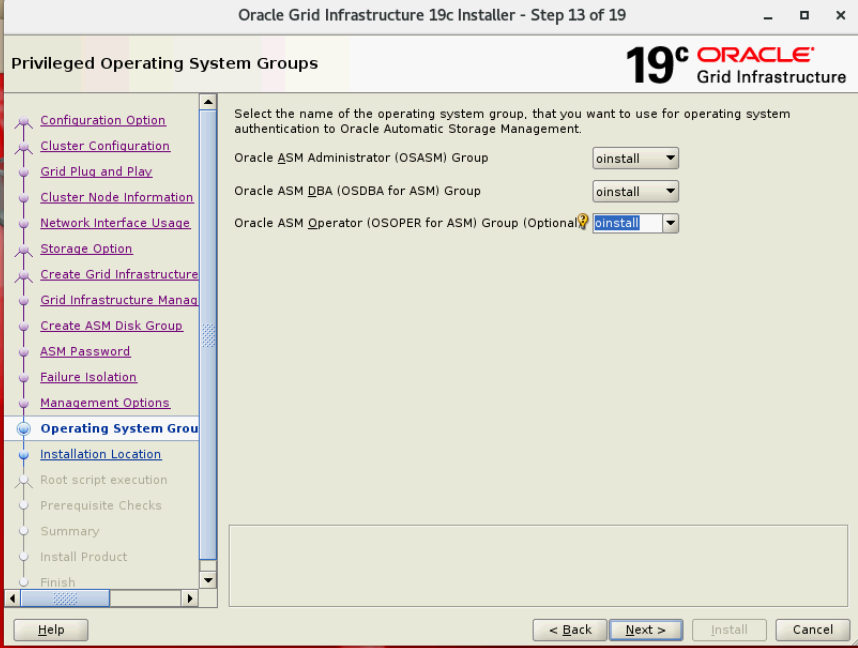 Oracle Grid Infrastructure 19c Installer - Step 13 of 19
Privileged Operating System Groups
19c ORACLE
Grid Infrastructure
Configuration Option
Cluster Configuration
Grid Plug and Play
Cluster Node Information
Network Interface Usage
Storage Option
Create Grid Infrastructure
Grid Infrastructure Manag
Create ASM Disk Group
ASM Password
Failure Isolation
Management Options
Operating System Grou
Installation Location
Root script execution
Prerequisite Checks
Summary
Install Product
Finish
Select the name of the operating system group, that you want to use for operating system
authentication to Oracle Automatic Storage Management.
Oracle ASM Administrator (OSASM) Group oinstall
Oracle ASM DBA (OSDBA for ASM) Group oinstall
Oracle ASM Operator (OSOPER for ASM) Group (Optional oinstall
Help < Back Next > Install Cancel